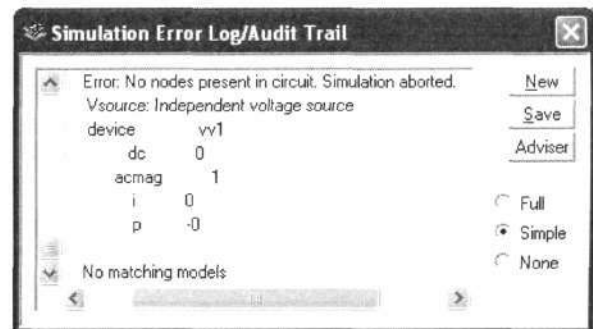 Simulation Error Log/Audit Trail
Error: No nodes present in circuit. Simulation aborted.
Vsource: Independent voltage source
device vv1
dc 0
acmag 1
i 0
p -0
No matching models
New
Save
Adviser
Full
Simple
None